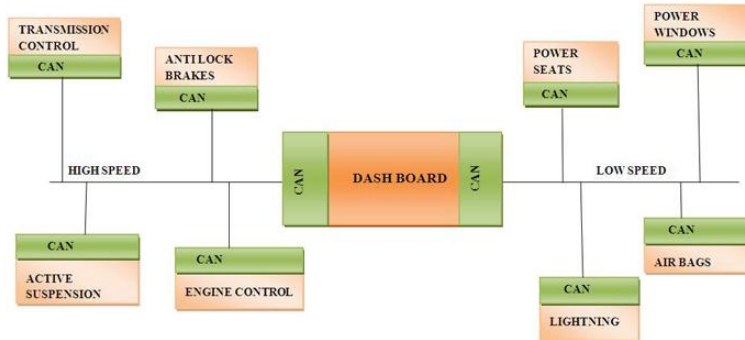 TRANSMISSION
CONTROL
CAN
ANTI LOCK
BRAKES
CAN
POWER
SEATS
CAN
POWER
WINDOWS
CAN
HIGH SPEED
CAN
DASH BOARD
CAN
LOW SPEED
CAN
ACTIVE
SUSPENSION
CAN
ENGINE CONTROL
CAN
LIGHTNING
CAN
AIR BAGS